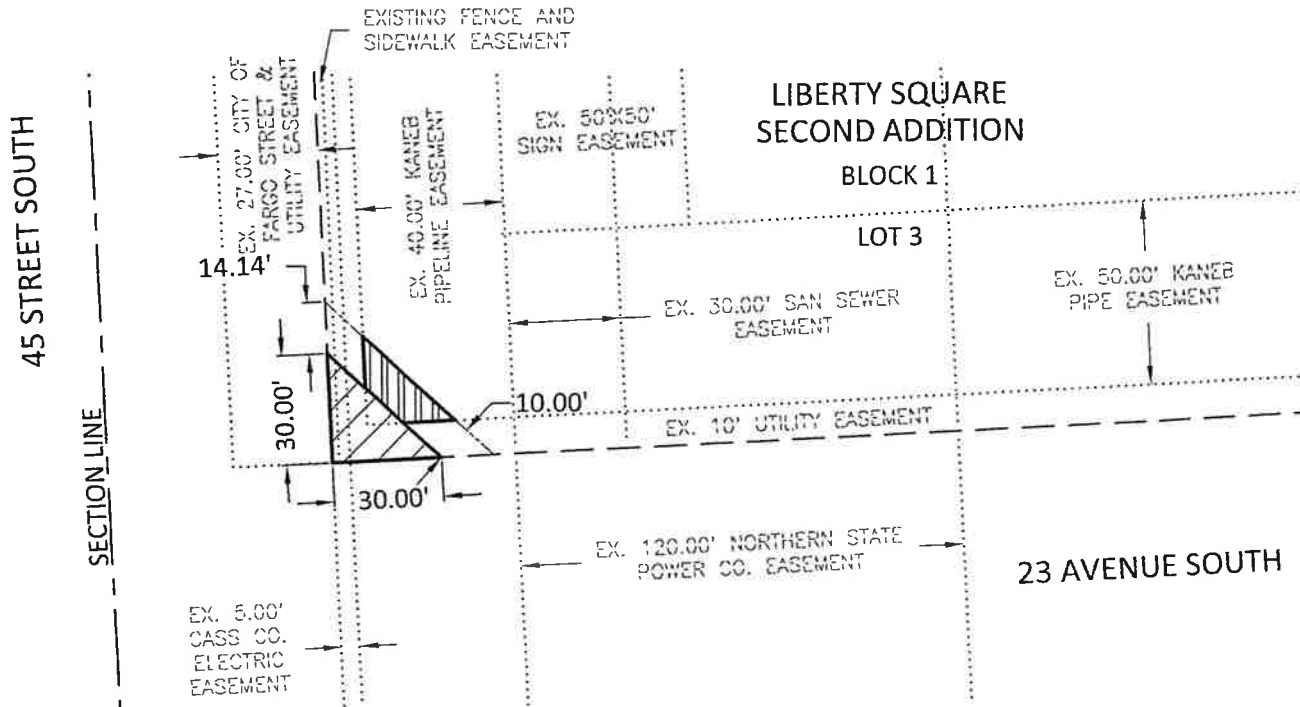 EXISTING FENCE AND
SIDEWALK EASEMENT
45 STREET SOUTH
EX. 27.00' CITY OF
FARGO STREET &
UTILITY EASEMENT
EX. 40.00' KANEB
PIPELINE EASEMENT
EX. 50'X50'
SIGN EASEMENT
LIBERTY SQUARE
SECOND ADDITION
BLOCK 1
LOT 3
14.14'
EX. 30.00' SAN SEWER
EASEMENT
EX. 50.00' KANEB
PIPE EASEMENT
30.00'
10.00'
EX. 10' UTILITY EASEMENT
30.00'
SECTION LINE
EX. 120.00' NORTHERN STATE
POWER CO. EASEMENT
23 AVENUE SOUTH
EX. 5.00'
CASS CO.
ELECTRIC
EASEMENT